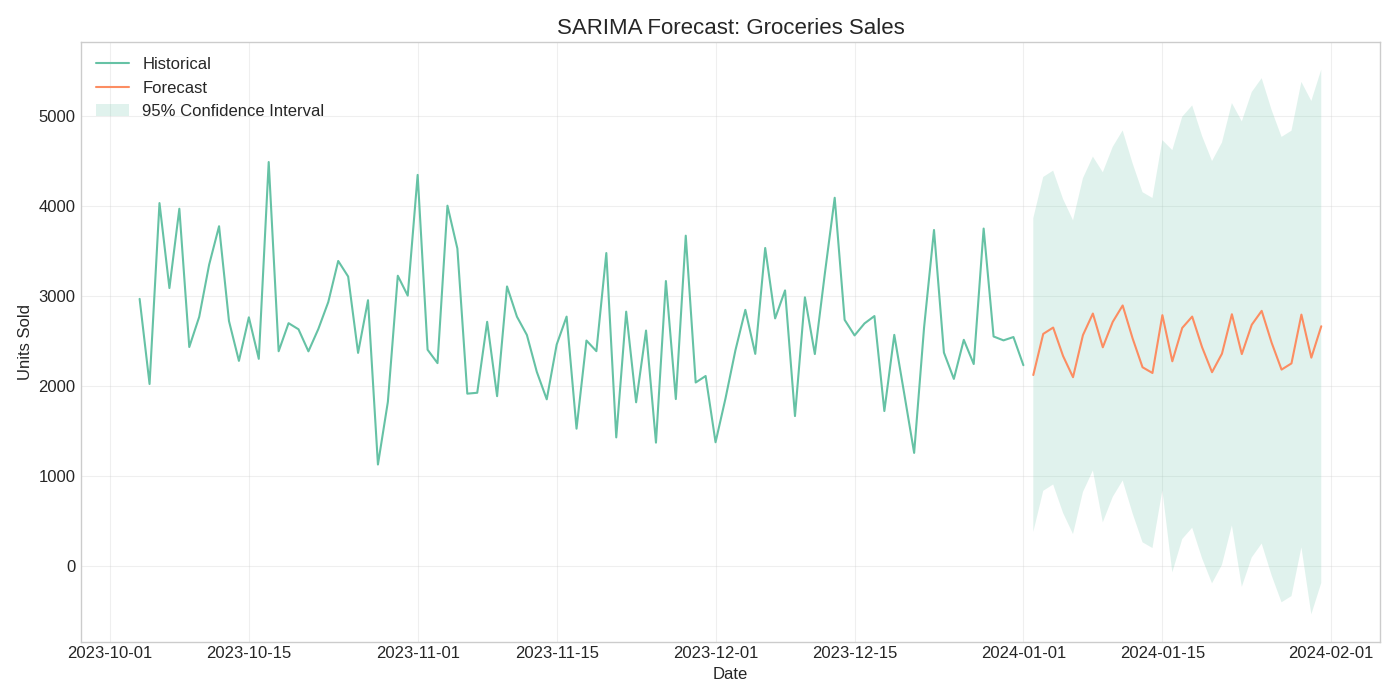 SARIMA Forecast: Groceries Sales
Historical
Forecast
95% Confidence Interval
Units Sold
5000
4000
3000
2000
1000
0
2023-10-01 2023-10-15 2023-11-01 2023-11-15 2023-12-01 2023-12-15 2024-01-01 2024-01-15 2024-02-01
Date